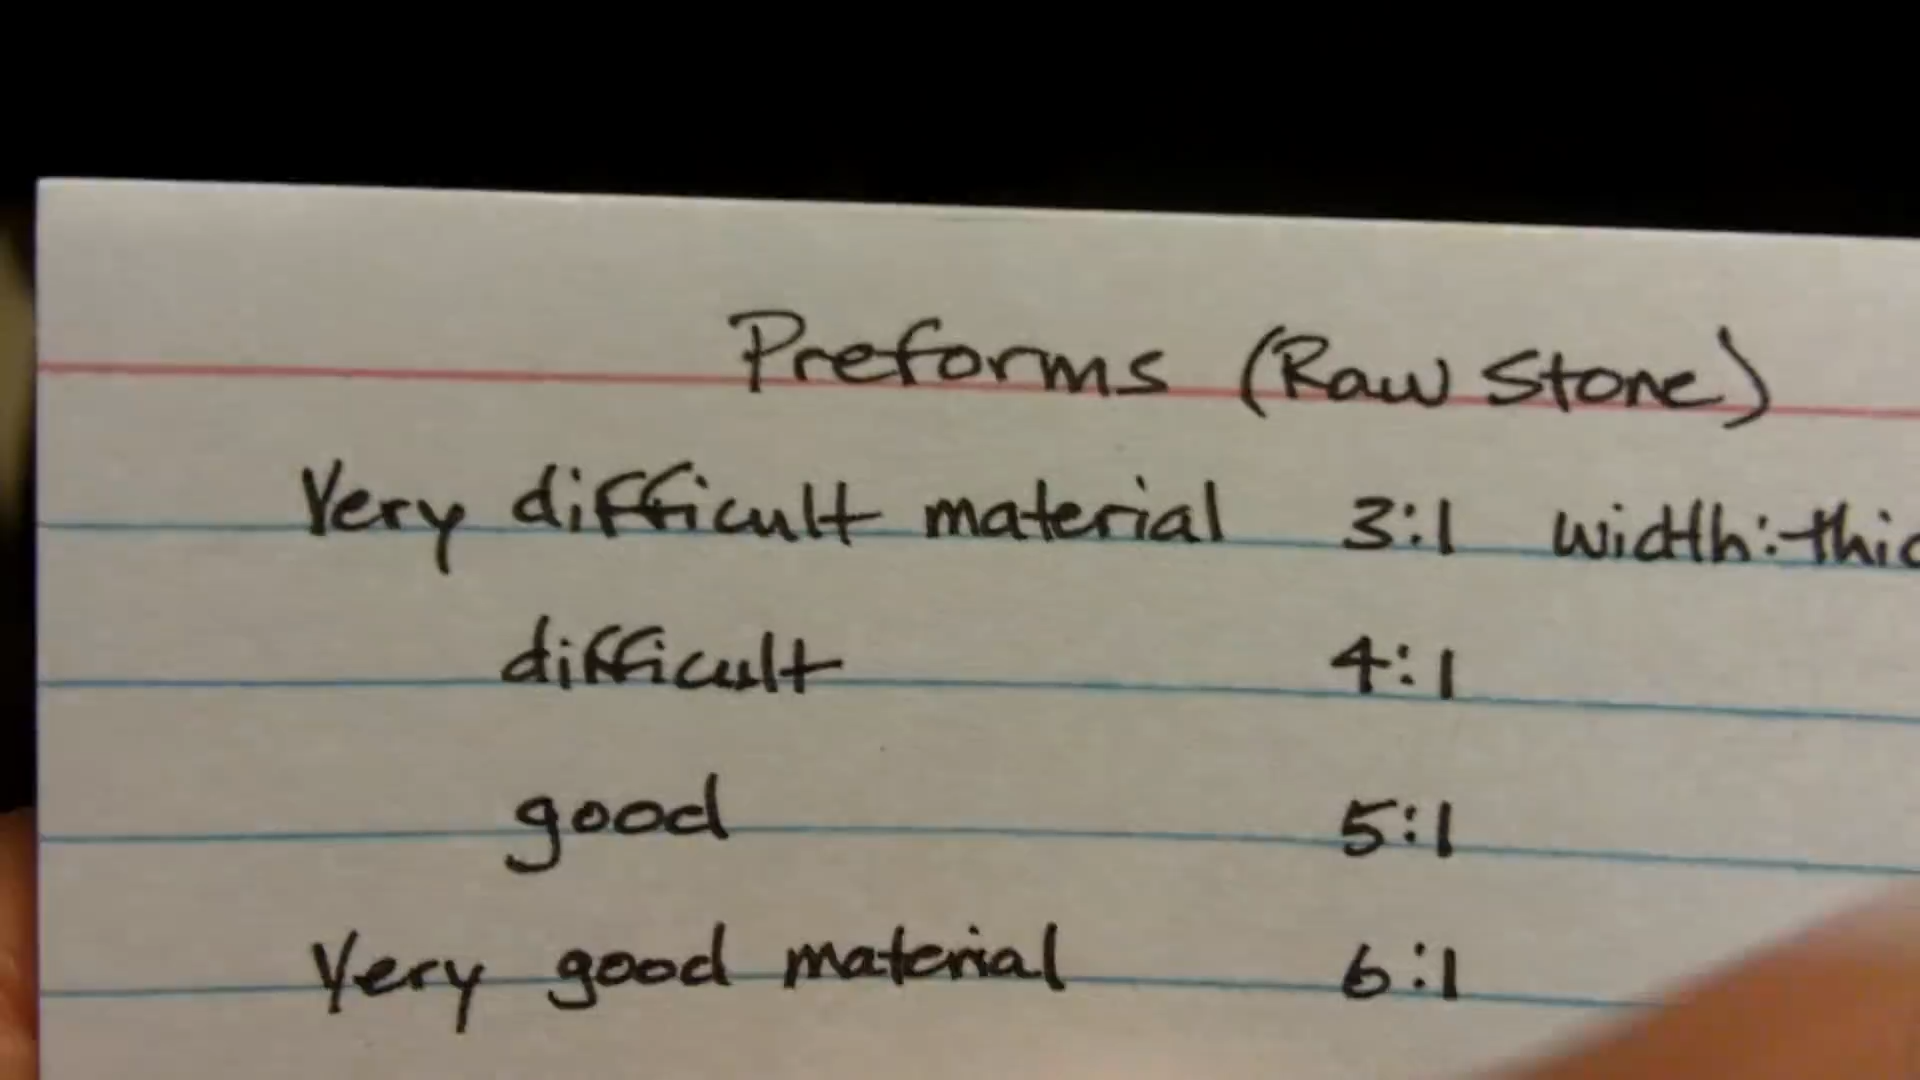 Preforms (Raw Stone)
Very difficult material 3:1 width:thic
difficult 4:1
good 5:1
Very good material 6:1